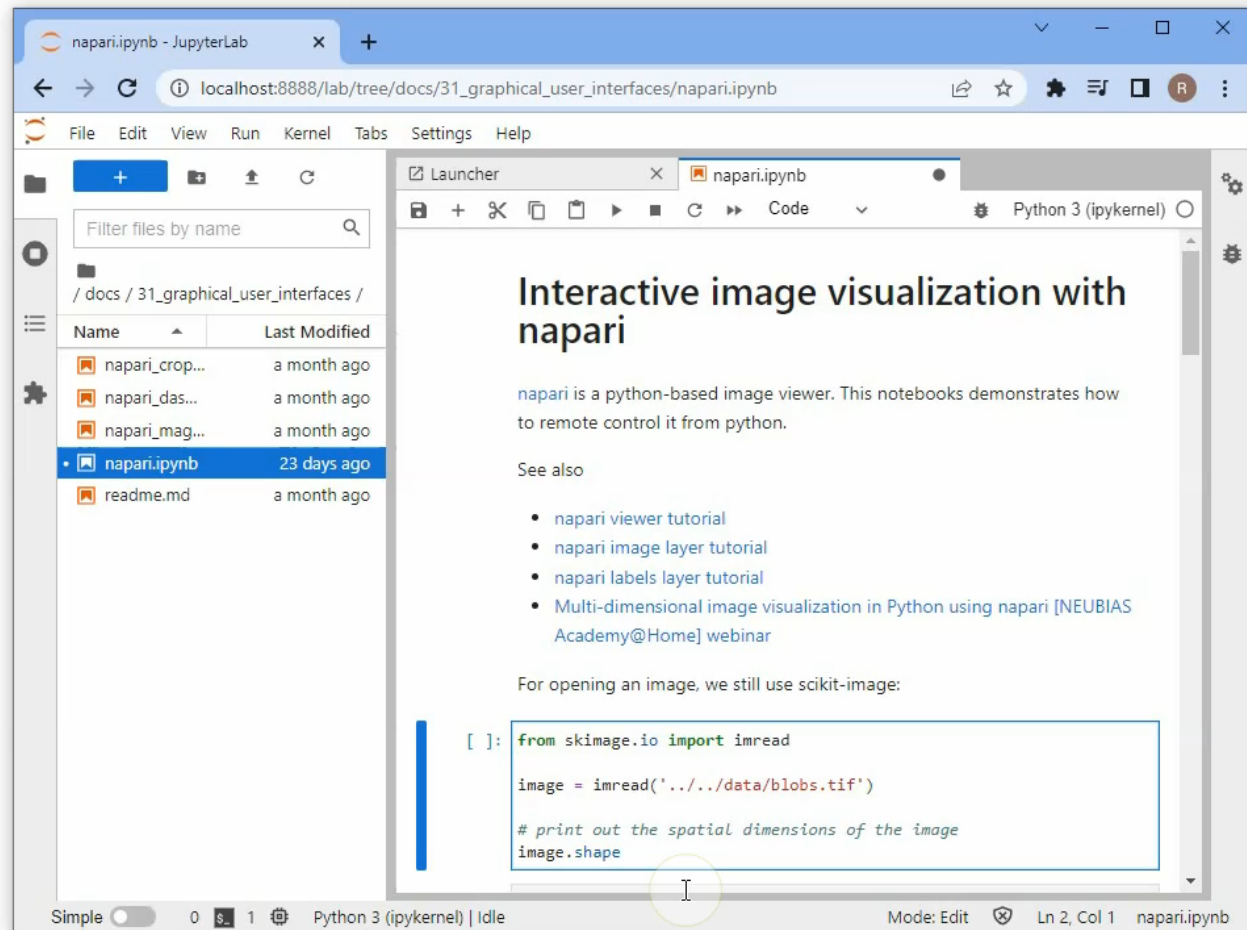 napari.ipynb - JupyterLab
localhost:8888/lab/tree/docs/31_graphical_user_interfaces/napari.ipynb
R
File Edit View Run Kernel Tabs Settings Help
Filter files by name
/ docs / 31_graphical_user_interfaces /
Name Last Modified
napari_crop... a month ago
napari_das... a month ago
napari_mag... a month ago
• napari.ipynb 23 days ago
readme.md a month ago
Launcher
napari.ipynb
Code
Python 3 (ipykernel)
Interactive image visualization with
napari
napari is a python-based image viewer. This notebooks demonstrates how
to remote control it from python.
See also
• napari viewer tutorial
• napari image layer tutorial
• napari labels layer tutorial
• Multi-dimensional image visualization in Python using napari [NEUBIAS
Academy@Home] webinar
For opening an image, we still use scikit-image:
[ ]: from skimage.io import imread
image = imread('../../data/blobs.tif')
# print out the spatial dimensions of the image
image.shape
Simple 0 $_ 1 Python 3 (ipykernel) | Idle Mode: Edit Ln 2, Col 1 napari.ipynb